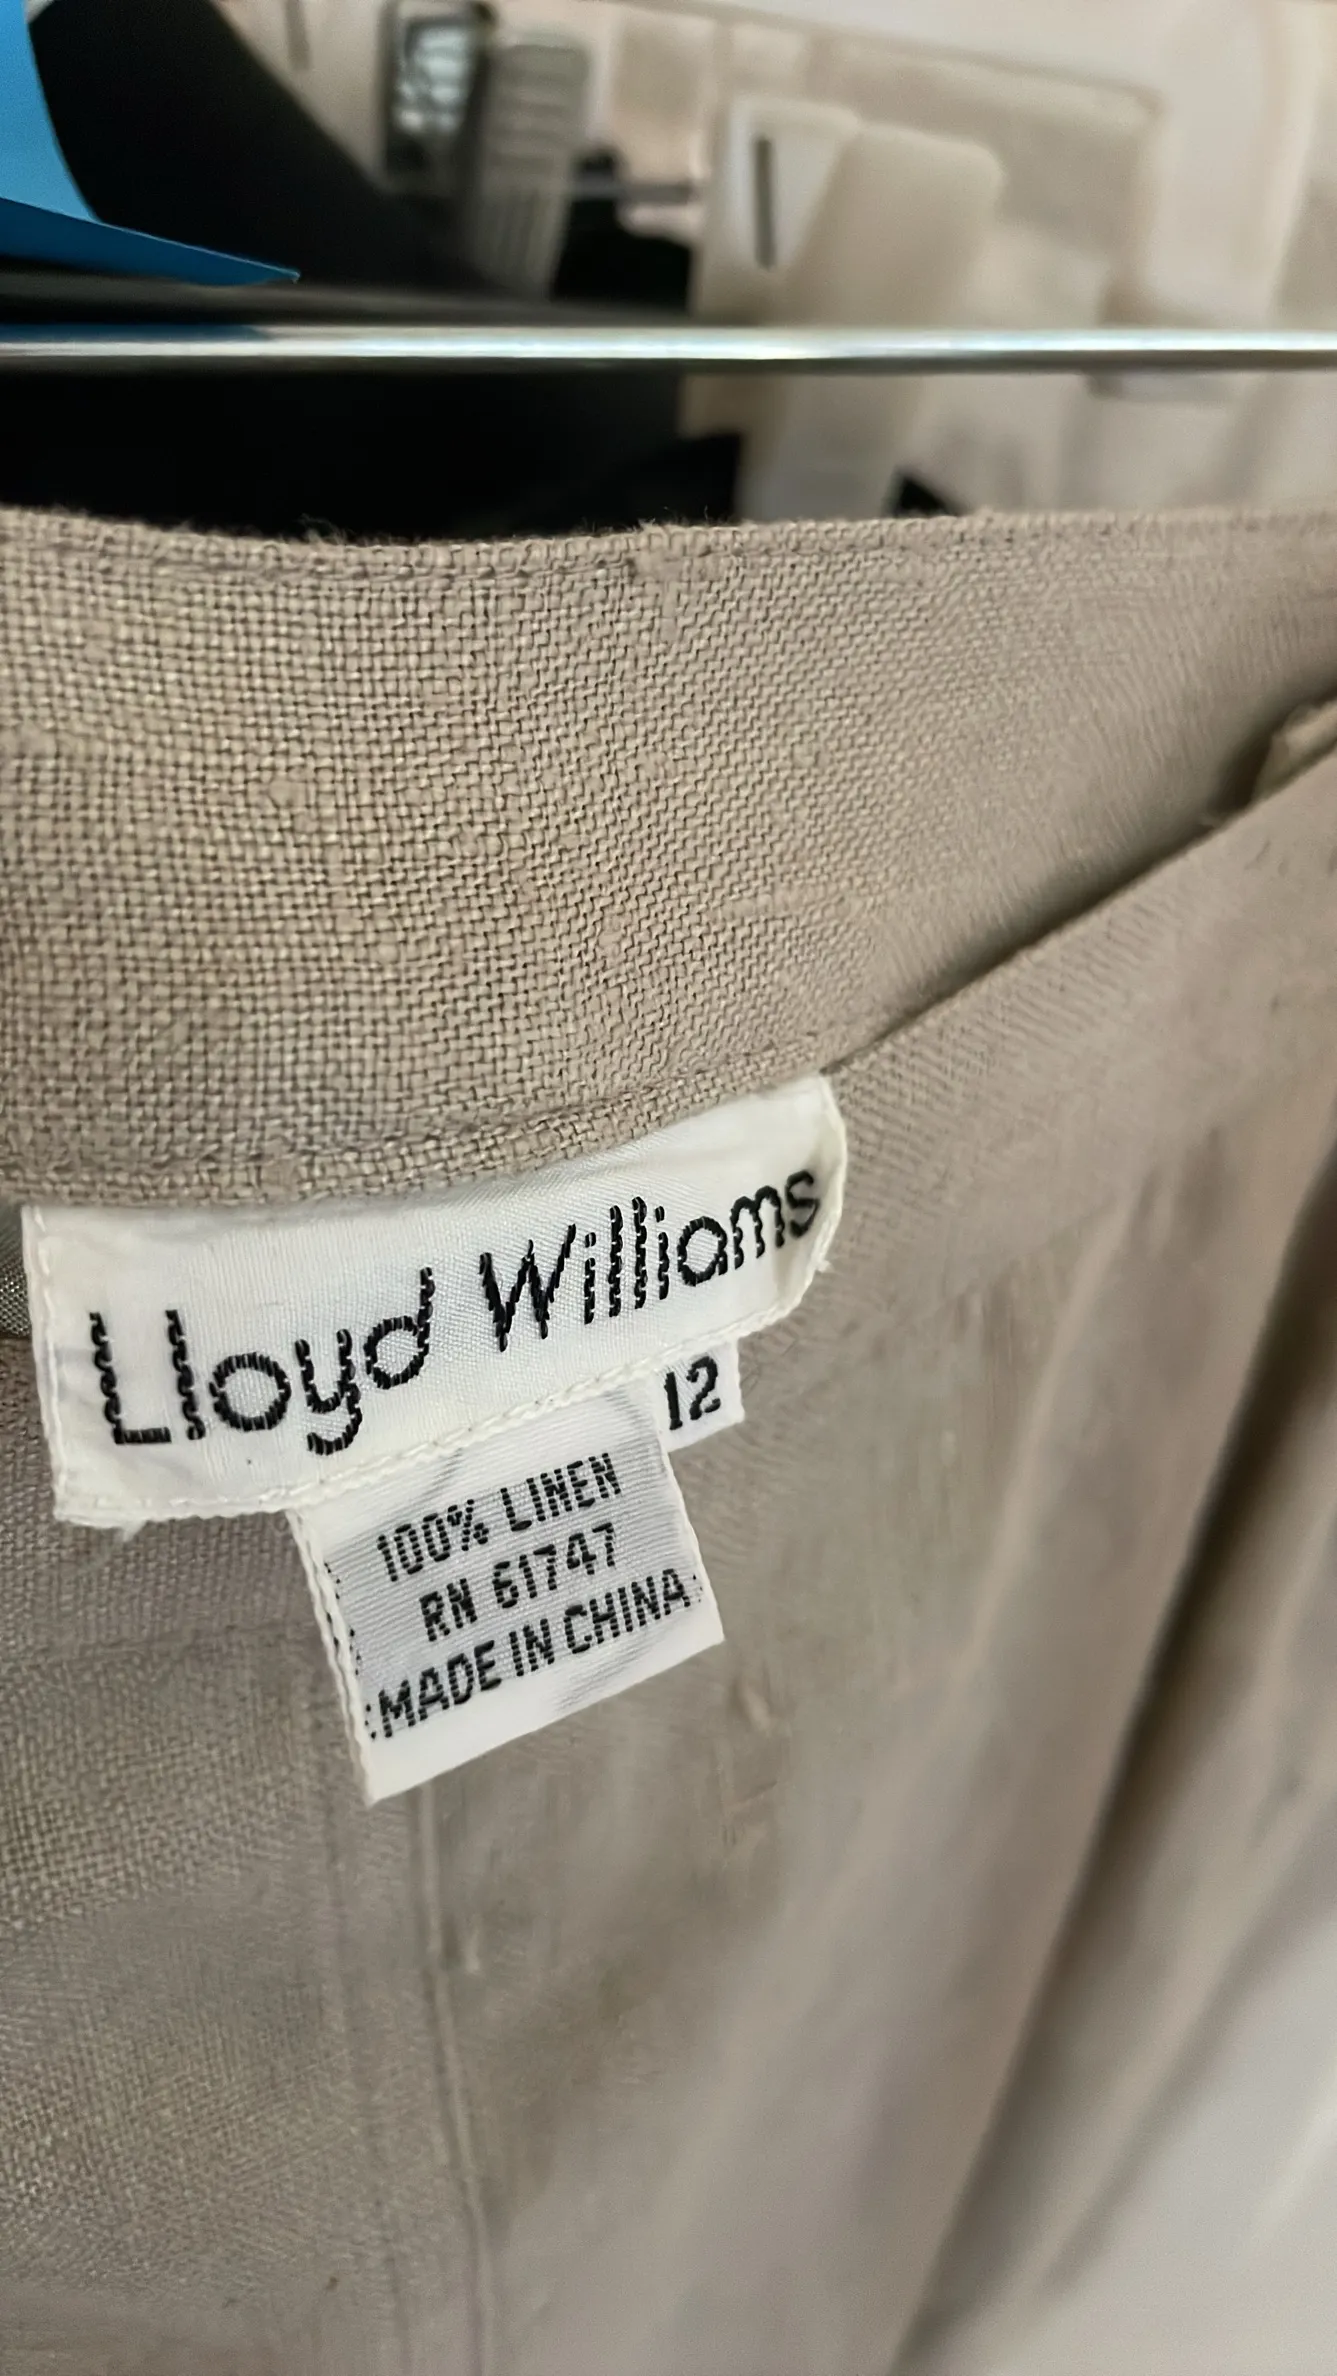 Lloyd Williams
12
100% LINEN
RN 61747
MADE IN CHINA